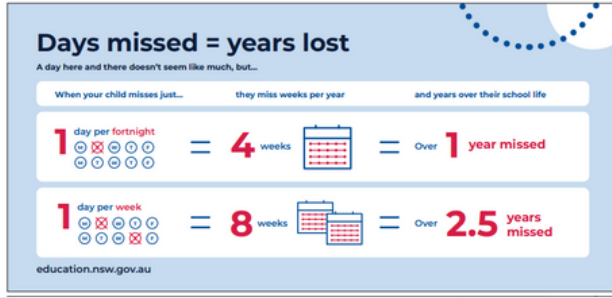 Days missed = years lost
A day here and there doesn't seem like much, but...
When your child misses just... they miss weeks per year and years over their school life
1 day per fortnight = 4 weeks = Over 1 year missed
M T W T F
M T W T F
1 day per week = 8 weeks = Over 2.5 years missed
M T W T F
M T W T F
education.nsw.gov.au